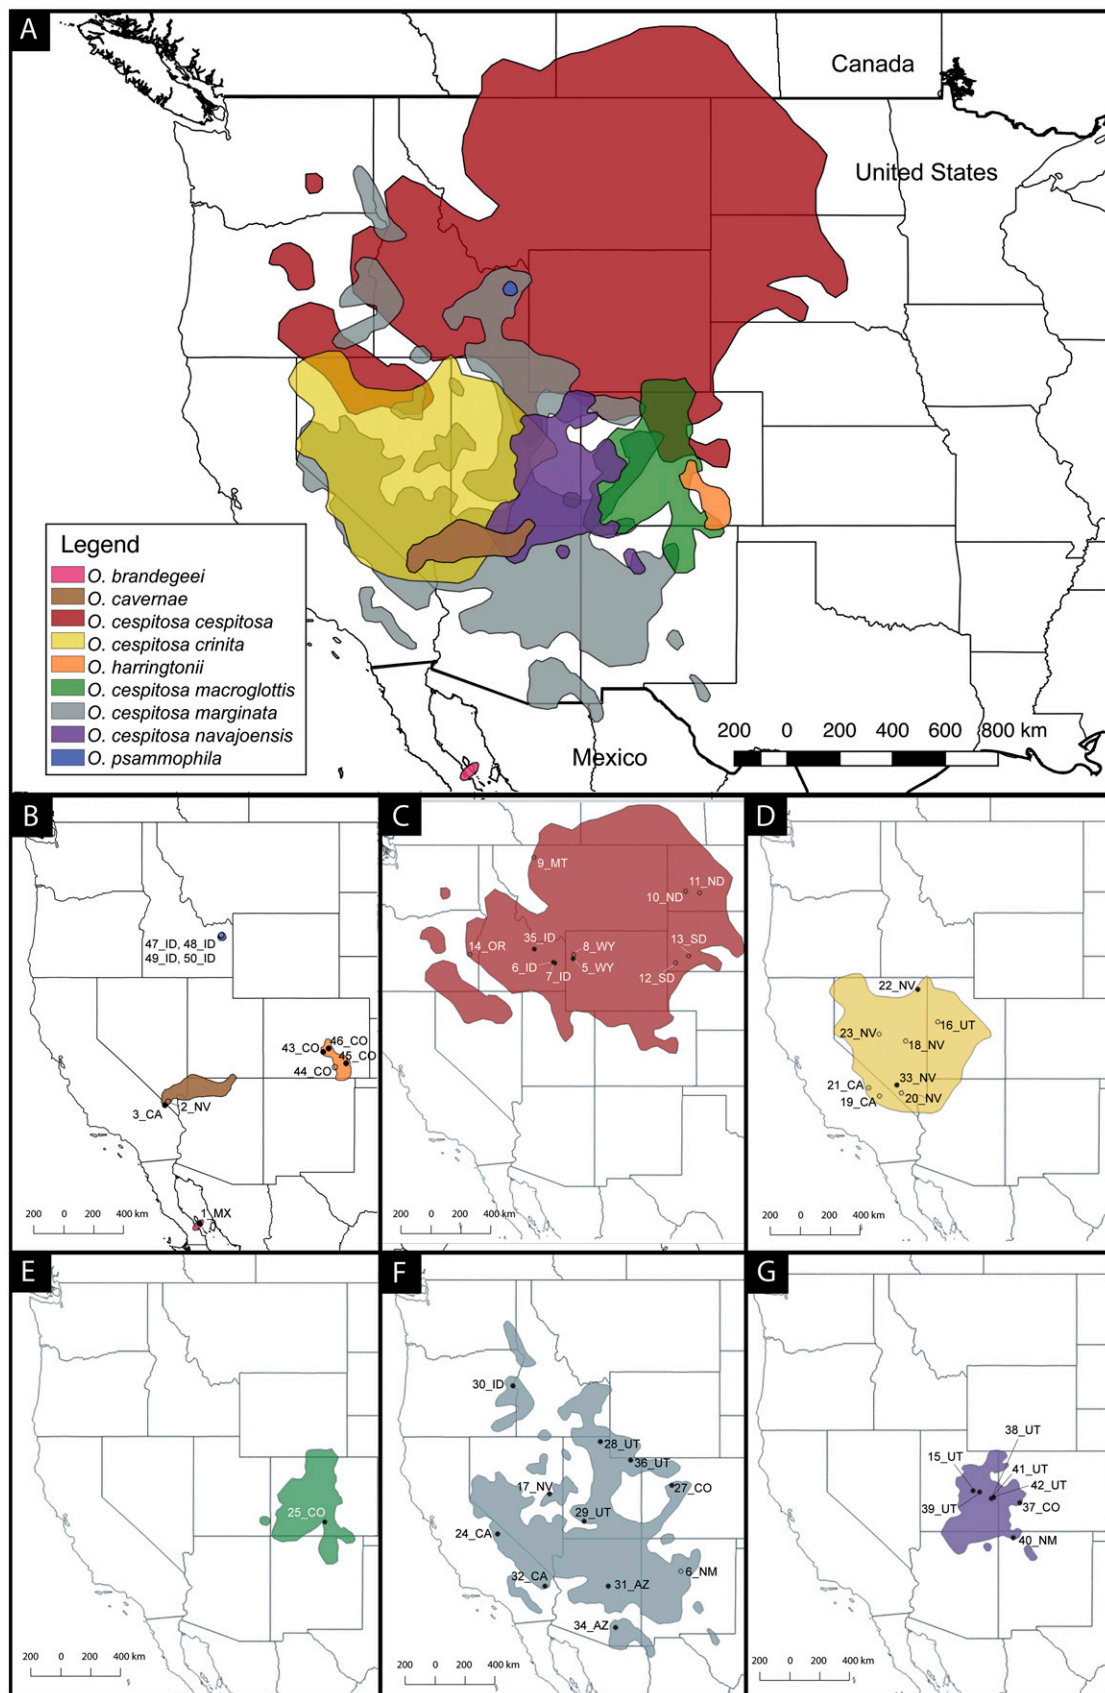 A
Canada
United States
Legend
O. brandegeei
O. cavernae
O. cespitosa cespitosa
O. cespitosa crinita
O. harringtonii
O. cespitosa macroglottis
O. cespitosa marginata
O. cespitosa navajoensis
O. psammophila
Mexico
200 0 200 400 600 800 km
B
47_ID, 48_ID
49_ID, 50_ID
46_CO
43_CO
45_CO
44_CO
2_NV
3_CA
1_MX
200 0 200 400 km
C
9_MT
11_ND
10_ND
35_ID
14_OR
8_WY
13_SD
6_ID
5_WY
7_ID
12_SD
200 0 200 400 km
D
22_NV
16_UT
23_NV
18_NV
33_NV
21_CA
20_NV
19_CA
200 0 200 400 km
E
25_CO
200 0 200 400 km
F
30_ID
28_UT
36_UT
17_NV
27_CO
29_UT
24_CA
6_NM
32_CA
31_AZ
34_AZ
200 0 200 400 km
G
38_UT
15_UT
41_UT
42_UT
39_UT
37_CO
40_NM
200 0 200 400 km